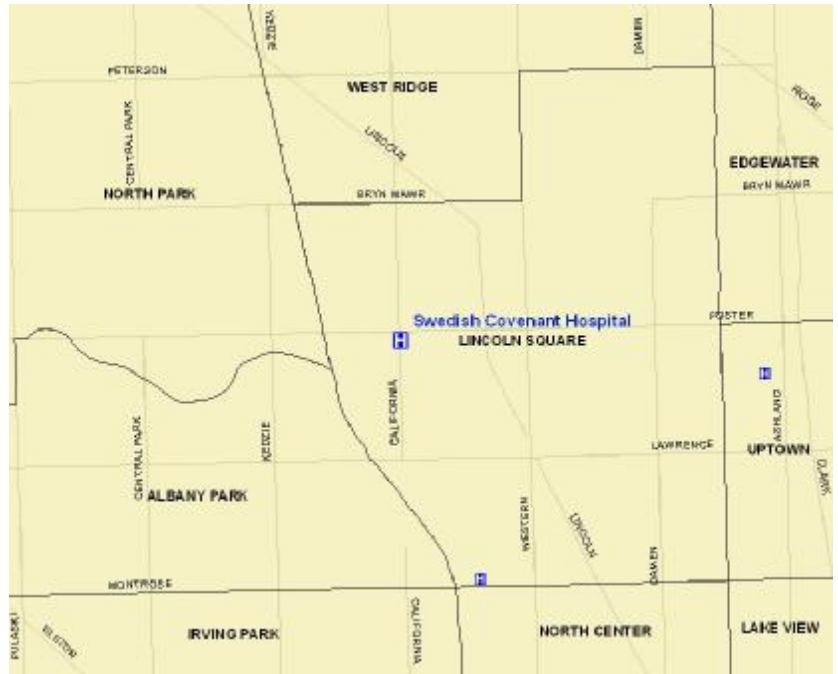 KEDZIE
DAMEN
PETERSON
WEST RIDGE
RIDGE
CENTRAL PARK
LINCOLN
EDGEWATER
NORTH PARK
BRYN MAWR
BRYN MAWR
FOSTER
Swedish Covenant Hospital
H
LINCOLN SQUARE
H
CALIFORNIA
ASHLAND
CENTRAL PARK
KEDZIE
LAWRENCE
UPTOWN
CLARK
ALBANY PARK
WESTERN
LINCOLN
DAMEN
MONTROSE
H
PULASKI
ELSTON
IRVING PARK
CALIFORNIA
NORTH CENTER
LAKE VIEW